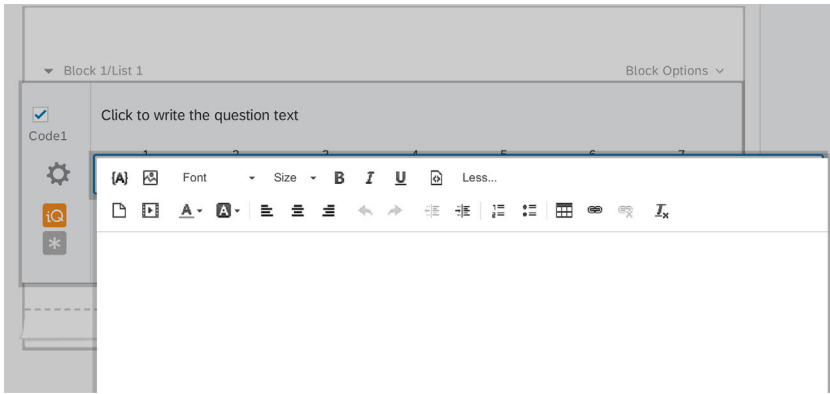 Block 1/List 1
Block Options
Click to write the question text
Code1
1 2 3 4 5 6 7
{A} Font Size B I U Less...
A A
iQ